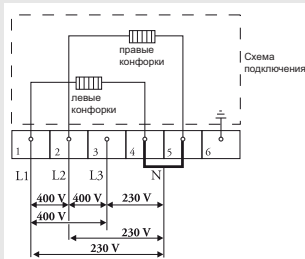 правые
конфорки
Схема
подключения
левые
конфорки
1 2 3 4 5 6
L1 L2 L3 N
400 V 400 V 230 V
400 V
230 V
230 V